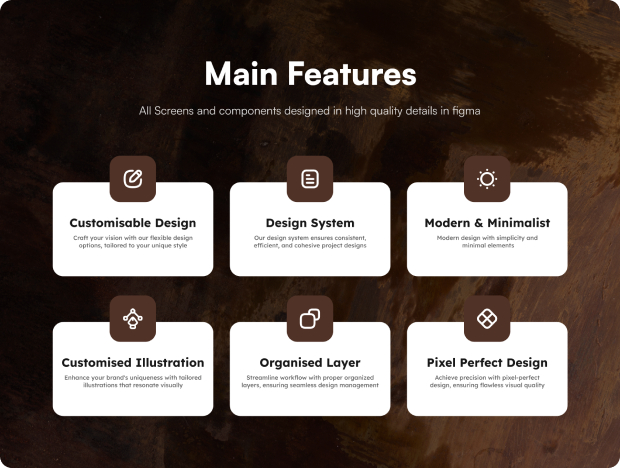 Main Features
All Screens and components designed in high quality details in figma
Customisable Design
Craft your vision with our flexible design
options, tailored to your unique style
Design System
Our design system ensures consistent,
efficient, and cohesive project designs
Modern & Minimalist
Modern design with simplicity and
minimal elements
Customised Illustration
Enhance your brand's uniqueness with tailored
illustrations that resonate visually
Organised Layer
Streamline workflow with proper organized
layers, ensuring seamless design management
Pixel Perfect Design
Achieve precision with pixel-perfect
design, ensuring flawless visual quality